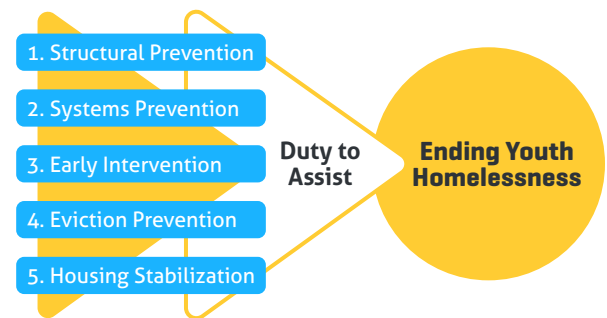 1. Structural Prevention
2. Systems Prevention
3. Early Intervention
4. Eviction Prevention
5. Housing Stabilization
Duty to
Assist
Ending Youth
Homelessness